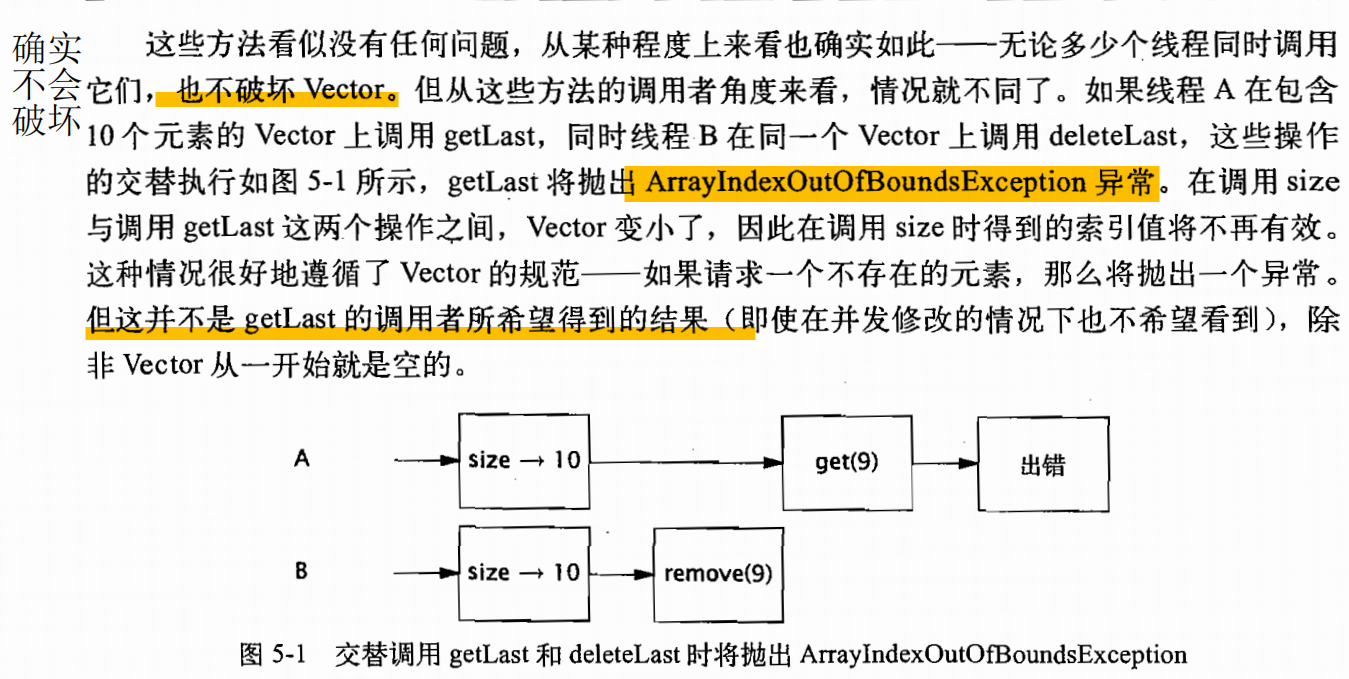 确实
不会
破坏
这些方法看似没有任何问题，从某种程度上来看也确实如此——无论多少个线程同时调用
它们，也不破坏 Vector。但从这些方法的调用者角度来看，情况就不同了。如果线程 A 在包含
10 个元素的 Vector 上调用 getLast，同时线程 B 在同一个 Vector 上调用 deleteLast，这些操作
的交替执行如图 5-1 所示，getLast 将抛出 ArrayIndexOutOfBoundsException 异常。在调用 size
与调用 getLast 这两个操作之间，Vector 变小了，因此在调用 size 时得到的索引值将不再有效。
这种情况很好地遵循了 Vector 的规范——如果请求一个不存在的元素，那么将抛出一个异常。
但这并不是 getLast 的调用者所希望得到的结果（即使在并发修改的情况下也不希望看到），除
非 Vector 从一开始就是空的。
A
size → 10
get(9)
出错
B
size → 10
remove(9)
图 5-1 交替调用 getLast 和 deleteLast 时将抛出 ArrayIndexOutOfBoundsException